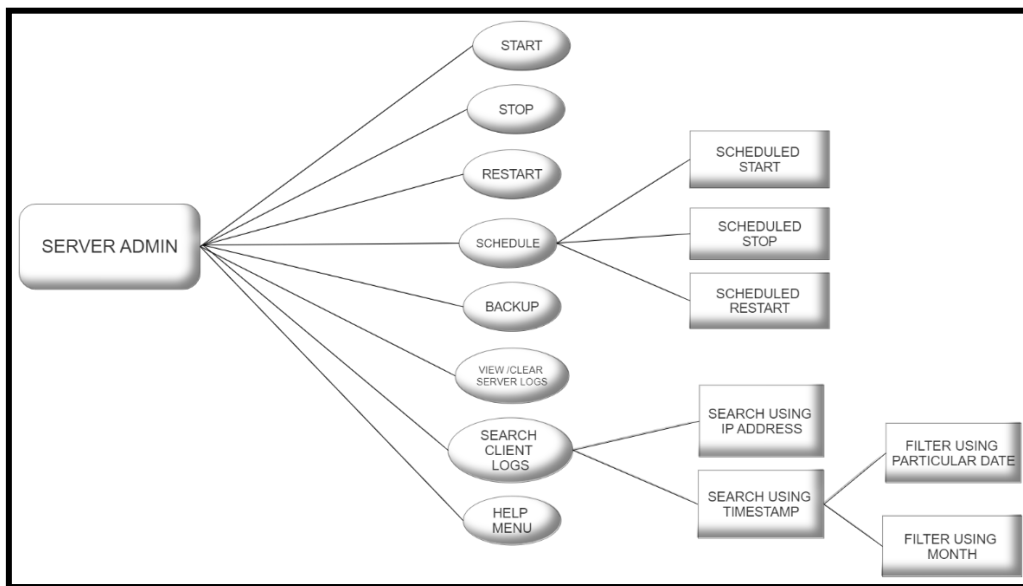 SERVER ADMIN
START
STOP
RESTART
SCHEDULE
BACKUP
VIEW /CLEAR
SERVER LOGS
SEARCH
CLIENT
LOGS
HELP
MENU
SCHEDULED
START
SCHEDULED
STOP
SCHEDULED
RESTART
SEARCH USING
IP ADDRESS
SEARCH USING
TIMESTAMP
FILTER USING
PARTICULAR DATE
FILTER USING
MONTH